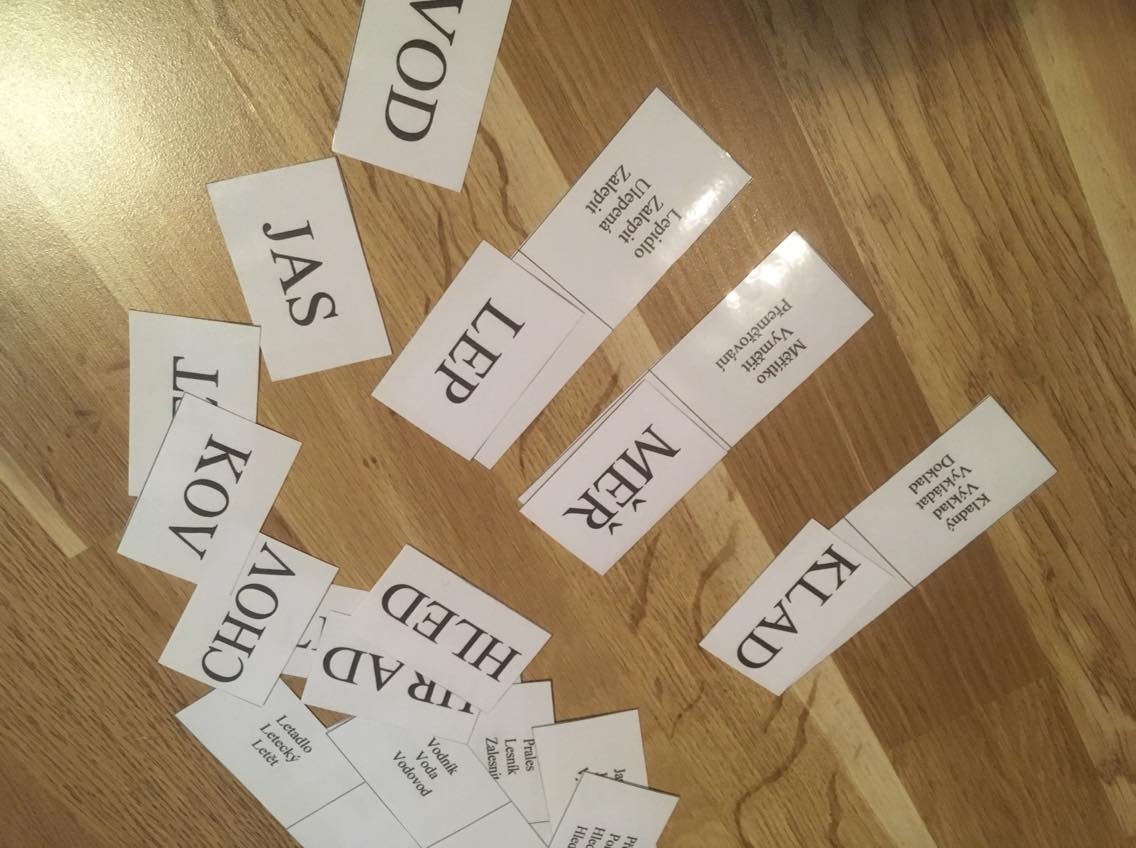 VOD
JAS
LEP
Lepidlo
Zalepit
Ulepená
Zalepit
MĚŘ
Měřítko
Vyměřit
Přeměřování
KLAD
Kladný
Výklad
Vykládat
Doklad
KOV
CHOV
HLED
Letadlo
Letecký
Letět
Vodník
Voda
Vodovod
Prales
Lesník